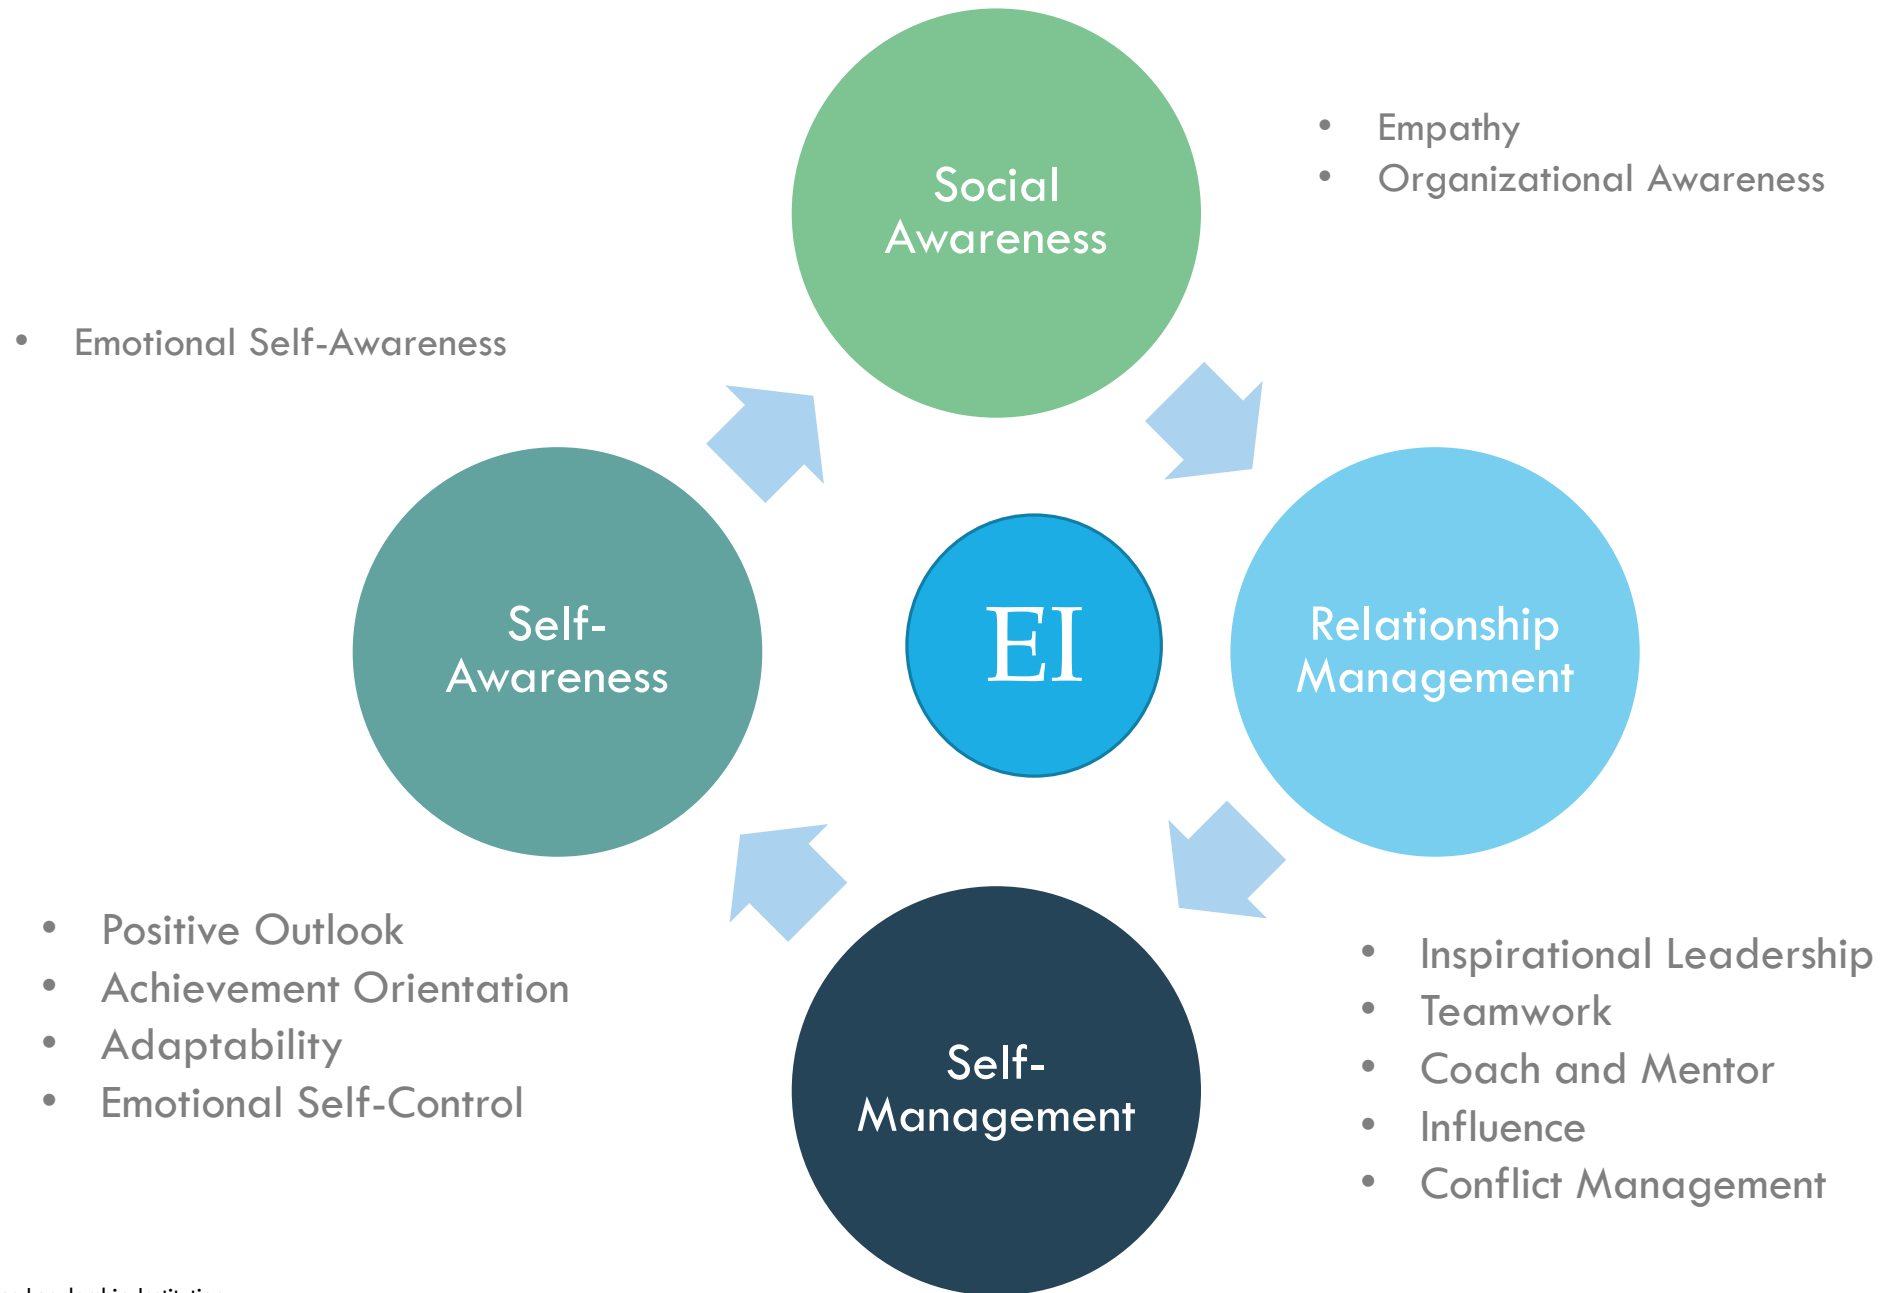 Social
Awareness
• Empathy
• Organizational Awareness
• Emotional Self-Awareness
Self-
Awareness
EI
Relationship
Management
• Positive Outlook
• Achievement Orientation
• Adaptability
• Emotional Self-Control
Self-
Management
• Inspirational Leadership
• Teamwork
• Coach and Mentor
• Influence
• Conflict Management